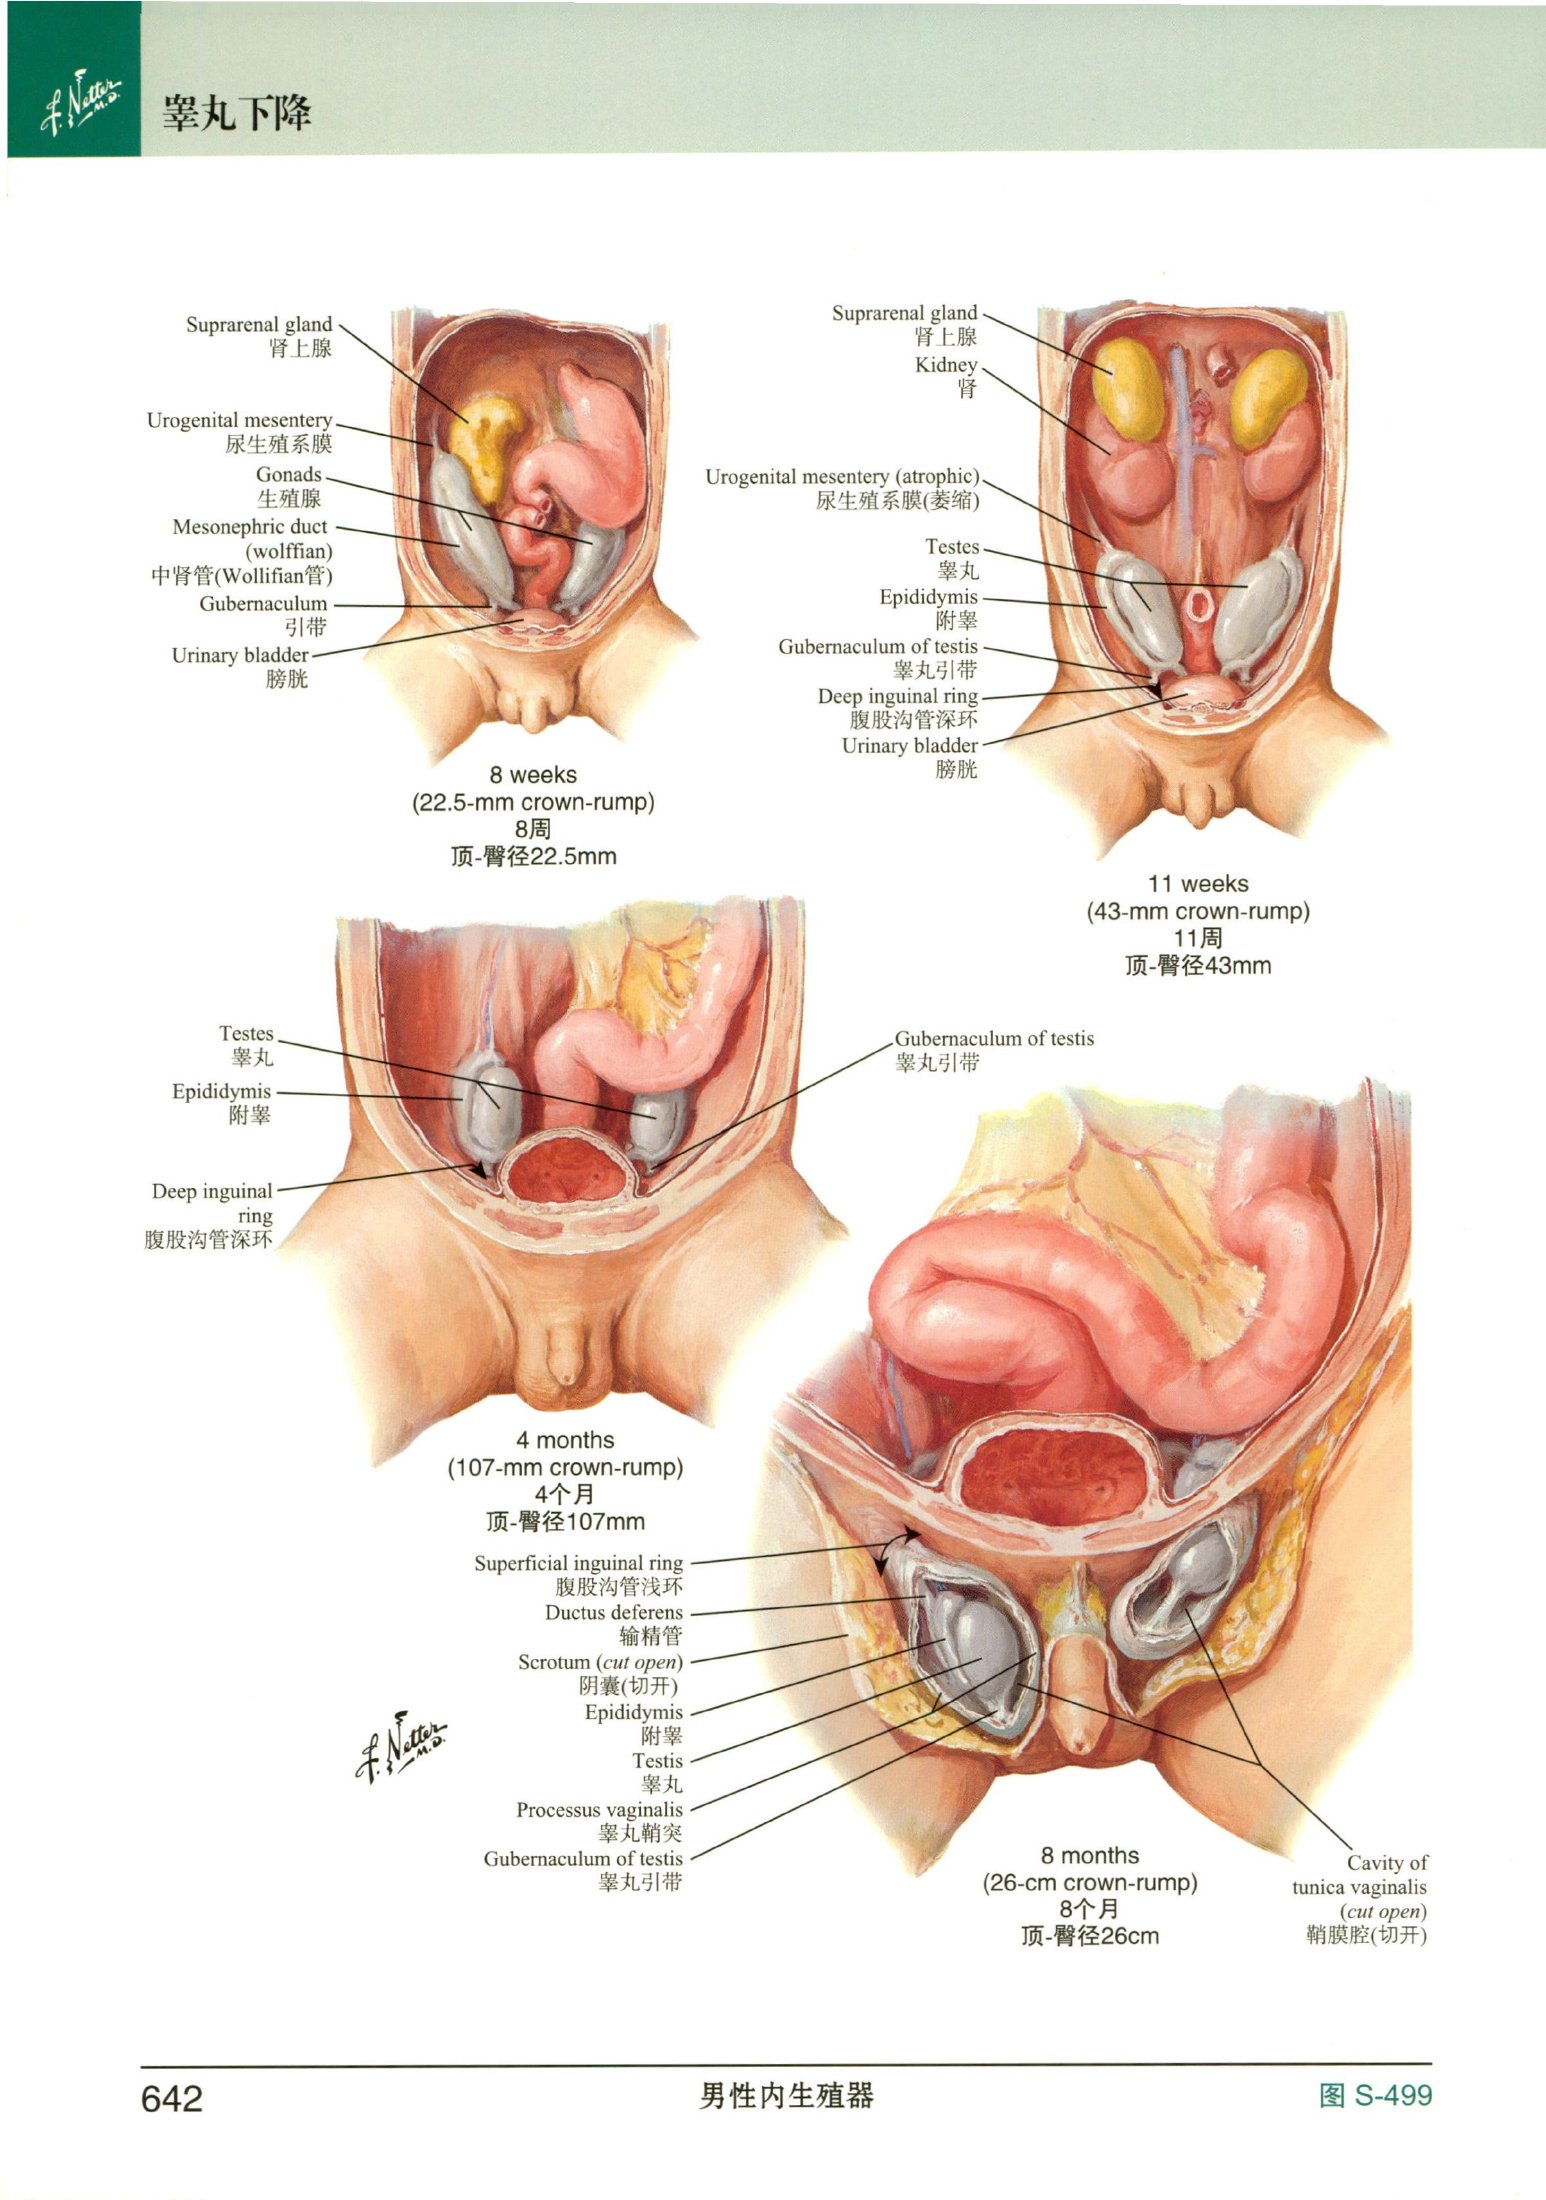 F. Netter M.D.
睾丸下降
Suprarenal gland
肾上腺
Urogenital mesentery
尿生殖系膜
Gonads
生殖腺
Mesonephric duct
(wolffian)
中肾管(Wollifian管)
Gubernaculum
引带
Urinary bladder
膀胱
8 weeks
(22.5-mm crown-rump)
8周
顶-臀径22.5mm
Suprarenal gland
肾上腺
Kidney
肾
Urogenital mesentery (atrophic)
尿生殖系膜(萎缩)
Testes
睾丸
Epididymis
附睾
Gubernaculum of testis
睾丸引带
Deep inguinal ring
腹股沟管深环
Urinary bladder
膀胱
11 weeks
(43-mm crown-rump)
11周
顶-臀径43mm
Testes
睾丸
Epididymis
附睾
Deep inguinal
ring
腹股沟管深环
Gubernaculum of testis
睾丸引带
4 months
(107-mm crown-rump)
4个月
顶-臀径107mm
Superficial inguinal ring
腹股沟管浅环
Ductus deferens
输精管
Scrotum (cut open)
阴囊(切开)
Epididymis
附睾
Testis
睾丸
Processus vaginalis
睾丸鞘突
Gubernaculum of testis
睾丸引带
F. Netter M.D.
8 months
(26-cm crown-rump)
8个月
顶-臀径26cm
Cavity of
tunica vaginalis
(cut open)
鞘膜腔(切开)
642
男性内生殖器
图 S-499